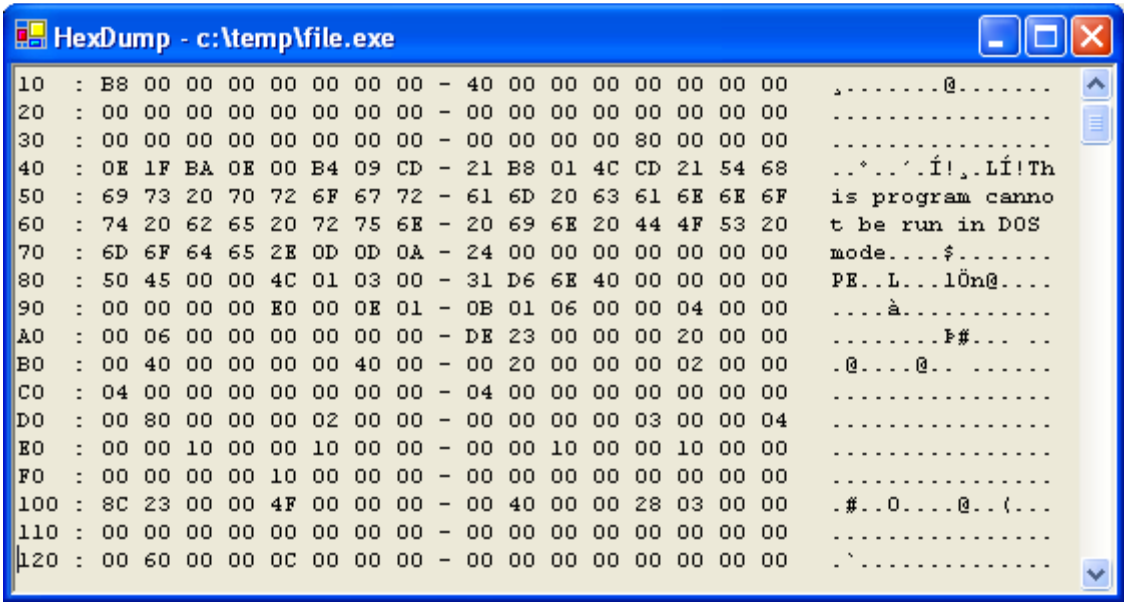 HexDump - c:\temp\file.exe
10 : B8 00 00 00 00 00 00 00 - 40 00 00 00 00 00 00 00 ¸.......@.......
20 : 00 00 00 00 00 00 00 00 - 00 00 00 00 00 00 00 00 ................
30 : 00 00 00 00 00 00 00 00 - 00 00 00 00 80 00 00 00 ................
40 : 0E 1F BA 0E 00 B4 09 CD - 21 B8 01 4C CD 21 54 68 ..º..´.Í!¸.LÍ!Th
50 : 69 73 20 70 72 6F 67 72 - 61 6D 20 63 61 6E 6E 6F is program canno
60 : 74 20 62 65 20 72 75 6E - 20 69 6E 20 44 4F 53 20 t be run in DOS
70 : 6D 6F 64 65 2E 0D 0D 0A - 24 00 00 00 00 00 00 00 mode....$.......
80 : 50 45 00 00 4C 01 03 00 - 31 D6 6E 40 00 00 00 00 PE..L...1Ön@....
90 : 00 00 00 00 E0 00 0E 01 - 0B 01 06 00 00 04 00 00 ....à...........
A0 : 00 06 00 00 00 00 00 00 - DE 23 00 00 00 20 00 00 ........Þ#... ..
B0 : 00 40 00 00 00 00 40 00 - 00 20 00 00 00 02 00 00 .@....@.. ......
C0 : 04 00 00 00 00 00 00 00 - 04 00 00 00 00 00 00 00 ................
D0 : 00 80 00 00 00 02 00 00 - 00 00 00 00 03 00 00 04 ................
E0 : 00 00 10 00 00 10 00 00 - 00 00 10 00 00 10 00 00 ................
F0 : 00 00 00 00 10 00 00 00 - 00 00 00 00 00 00 00 00 ................
100 : 8C 23 00 00 4F 00 00 00 - 00 40 00 00 28 03 00 00 .#..O....@..(...
110 : 00 00 00 00 00 00 00 00 - 00 00 00 00 00 00 00 00 ................
120 : 00 60 00 00 0C 00 00 00 - 00 00 00 00 00 00 00 00 .`..............